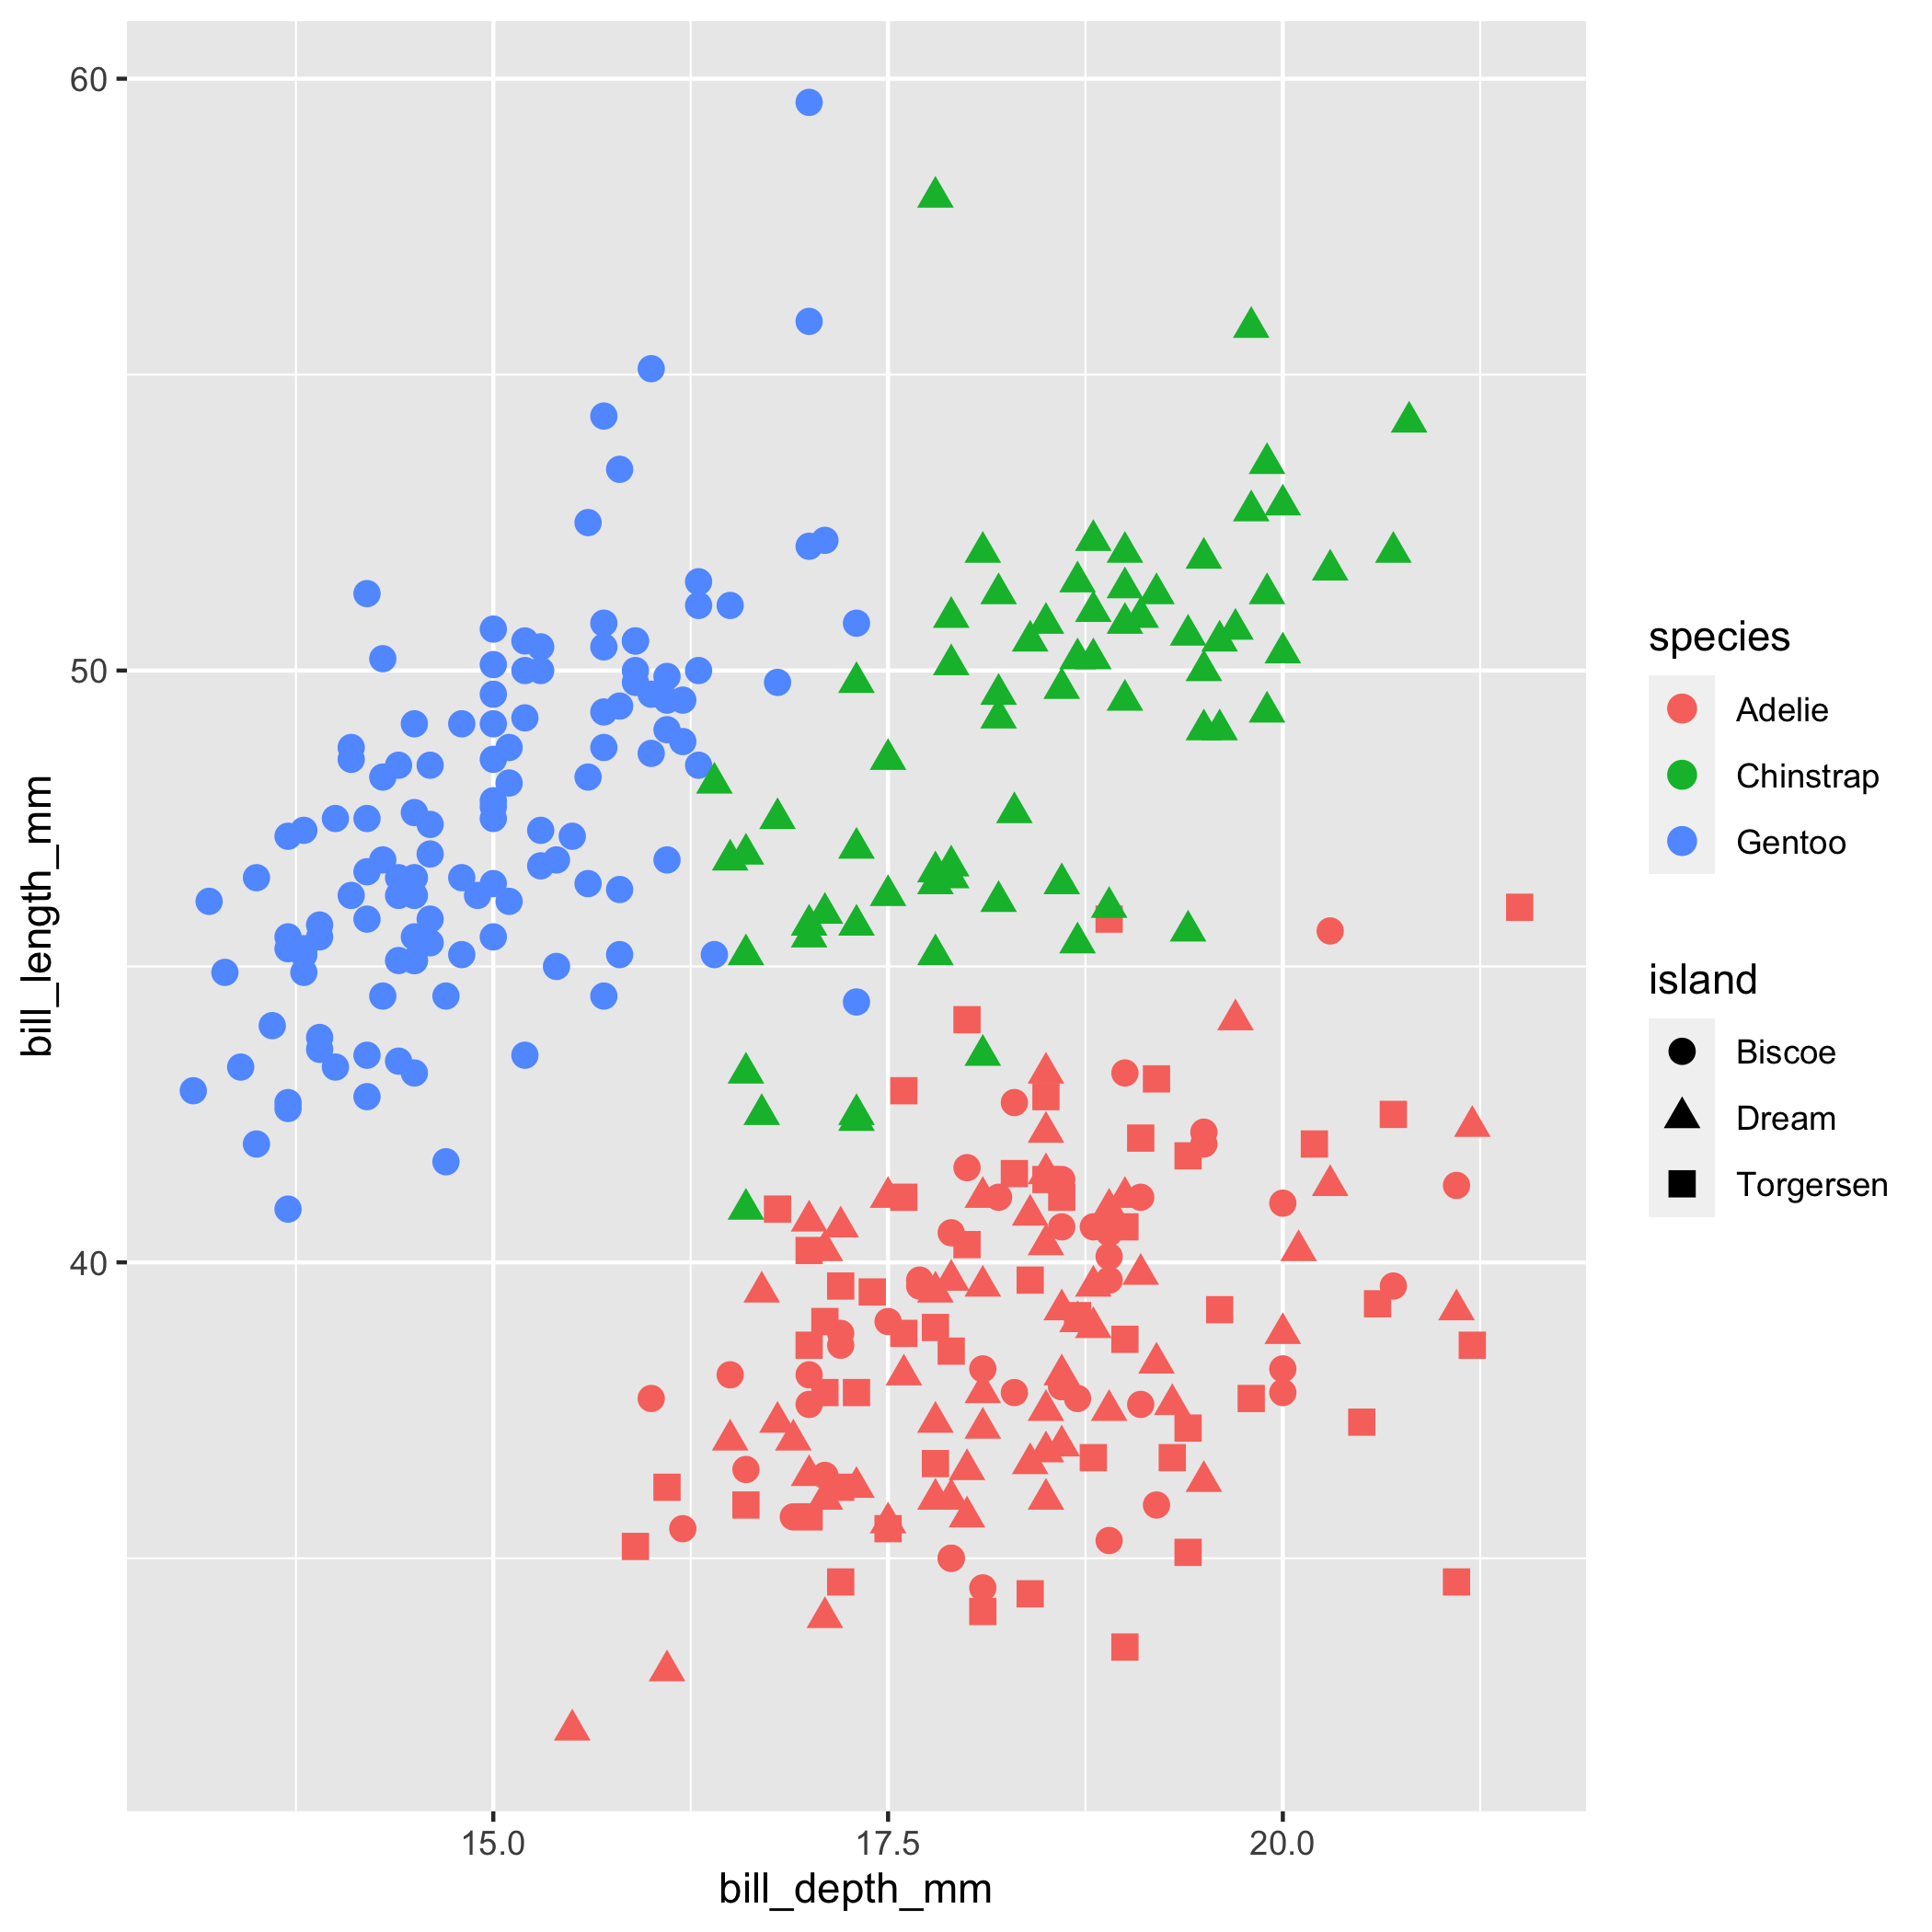 60
50
40
bill_length_mm
15.0
17.5
20.0
bill_depth_mm
species
Adelie
Chinstrap
Gentoo
island
Biscoe
Dream
Torgersen